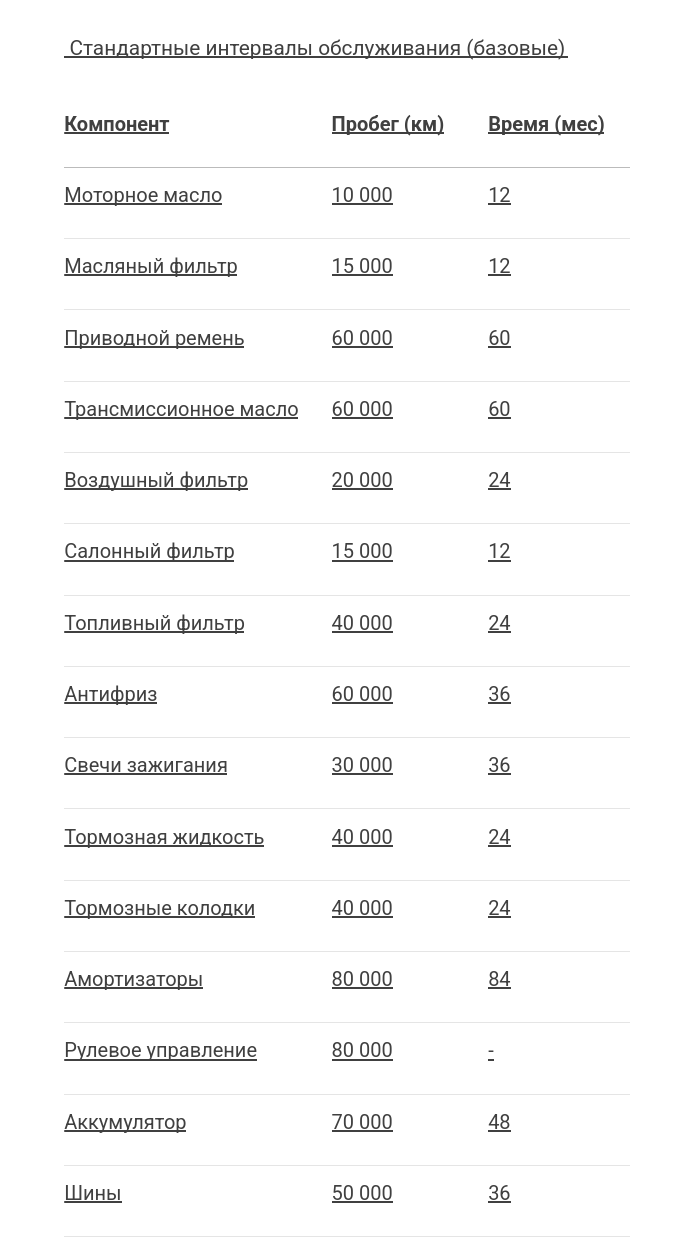 Стандартные интервалы обслуживания (базовые)
Компонент Пробег (км) Время (мес)
Моторное масло 10 000 12
Масляный фильтр 15 000 12
Приводной ремень 60 000 60
Трансмиссионное масло 60 000 60
Воздушный фильтр 20 000 24
Салонный фильтр 15 000 12
Топливный фильтр 40 000 24
Антифриз 60 000 36
Свечи зажигания 30 000 36
Тормозная жидкость 40 000 24
Тормозные колодки 40 000 24
Амортизаторы 80 000 84
Рулевое управление 80 000 -
Аккумулятор 70 000 48
Шины 50 000 36